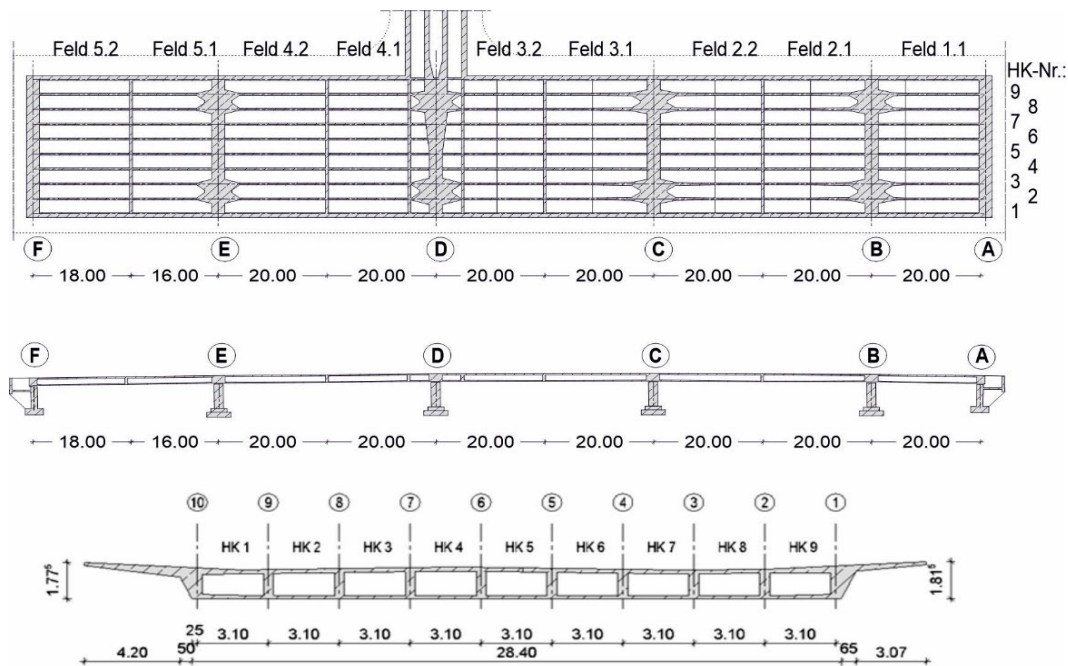 Feld 5.2 Feld 5.1 Feld 4.2 Feld 4.1 Feld 3.2 Feld 3.1 Feld 2.2 Feld 2.1 Feld 1.1
HK-Nr.:
9
8
7
6
5
4
3
2
1
F E D C B A
18.00 16.00 20.00 20.00 20.00 20.00 20.00 20.00 20.00
F E D C B A
18.00 16.00 20.00 20.00 20.00 20.00 20.00 20.00 20.00
10 9 8 7 6 5 4 3 2 1
HK 1 HK 2 HK 3 HK 4 HK 5 HK 6 HK 7 HK 8 HK 9
1.77⁵ 1.81⁵
25 3.10 3.10 3.10 3.10 3.10 3.10 3.10 3.10 3.10
4.20 50 28.40 65 3.07